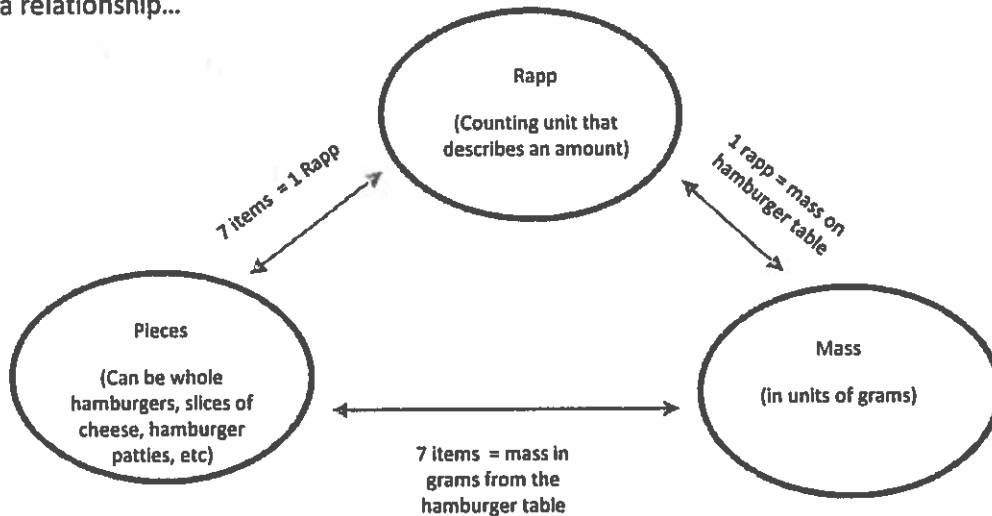 a relationship...
Rapp
(Counting unit that
describes an amount)
7 items = 1 Rapp
1 rapp = mass on
hamburger table
Pieces
(Can be whole
hamburgers, slices of
cheese, hamburger
patties, etc)
Mass
(in units of grams)
7 items = mass in
grams from the
hamburger table